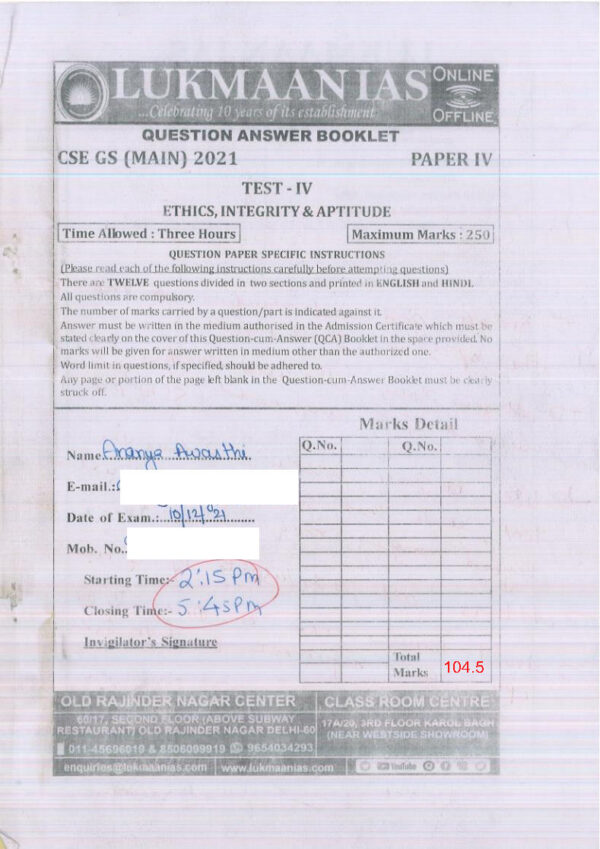 LUKMAAN IAS
ONLINE
OFFLINE
...Celebrating 10 years of its establishment
QUESTION ANSWER BOOKLET
CSE GS (MAIN) 2021 PAPER IV
TEST - IV
ETHICS, INTEGRITY & APTITUDE
Time Allowed : Three Hours Maximum Marks : 250
QUESTION PAPER SPECIFIC INSTRUCTIONS
(Please read each of the following instructions carefully before attempting questions)
There are TWELVE questions divided in two sections and printed in ENGLISH and HINDI.
All questions are compulsory.
The number of marks carried by a question/part is indicated against it.
Answer must be written in the medium authorised in the Admission Certificate which must be
stated clearly on the cover of this Question-cum-Answer (QCA) Booklet in the space provided. No
marks will be given for answer written in medium other than the authorized one.
Word limit in questions, if specified, should be adhered to.
Any page or portion of the page left blank in the Question-cum-Answer Booklet must be clearly
struck off.
Marks Detail
Q.No. Q.No.
Name: Ananya Awasthi
E-mail.:
Date of Exam.: 10/12/21
Mob. No.:
Starting Time:- 2:15 Pm
Closing Time:- 5:45 PM
Invigilator's Signature
Total
Marks 104.5
OLD RAJINDER NAGAR CENTER
60/17, SECOND FLOOR (ABOVE SUBWAY
RESTAURANT) OLD RAJINDER NAGAR DELHI-60
011-45696019 & 8506099919 9654034293
CLASS ROOM CENTRE
17A/20, 3RD FLOOR KAROL BAGH
(NEAR WESTSIDE SHOWROOM)
enquiries@lukmaanias.com www.lukmaanias.com YouTube